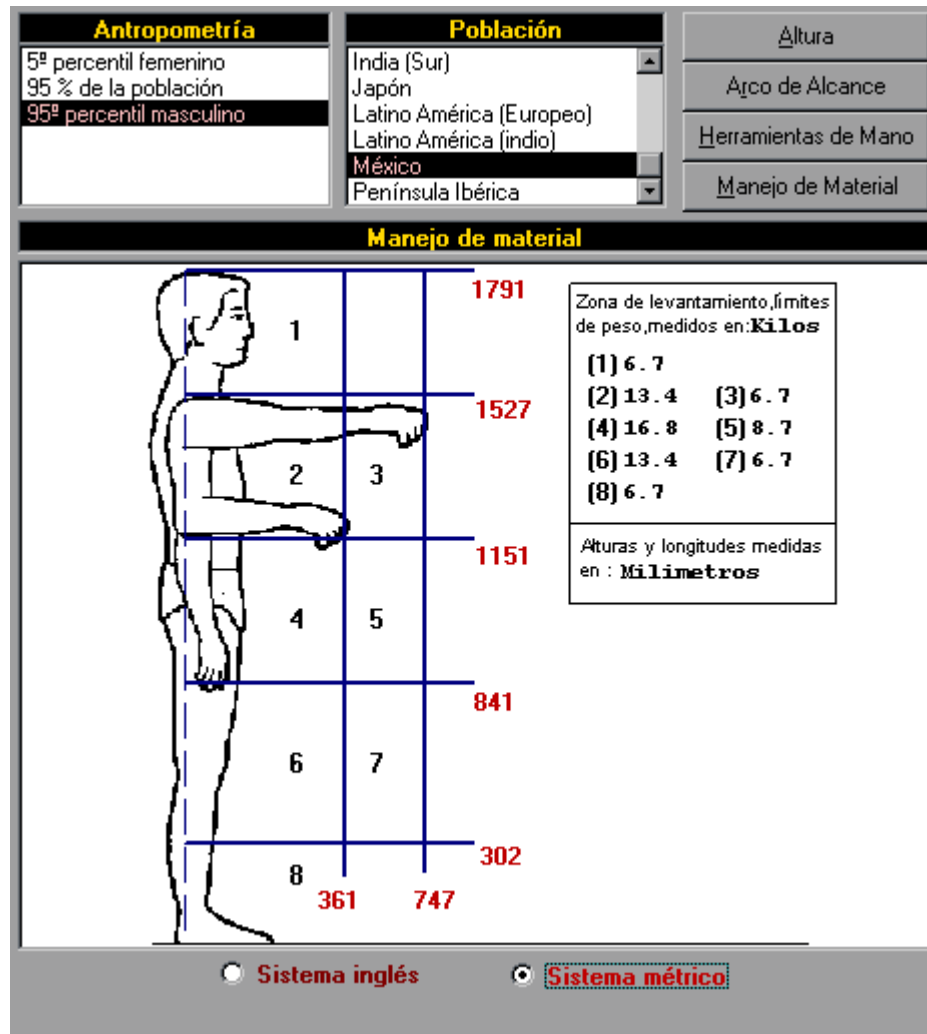 Antropometría
5º percentil femenino
95 % de la población
95º percentil masculino
Población
India (Sur)
Japón
Latino América (Europeo)
Latino América (indio)
México
Península Ibérica
Altura
Arco de Alcance
Herramientas de Mano
Manejo de Material
Manejo de material
1791
1
1527
2 3
1151
4 5
841
6 7
302
8
361 747
Zona de levantamiento,límites
de peso,medidos en:Kilos
(1) 6.7
(2) 13.4 (3) 6.7
(4) 16.8 (5) 8.7
(6) 13.4 (7) 6.7
(8) 6.7
Alturas y longitudes medidas
en : Milimetros
Sistema inglés Sistema métrico